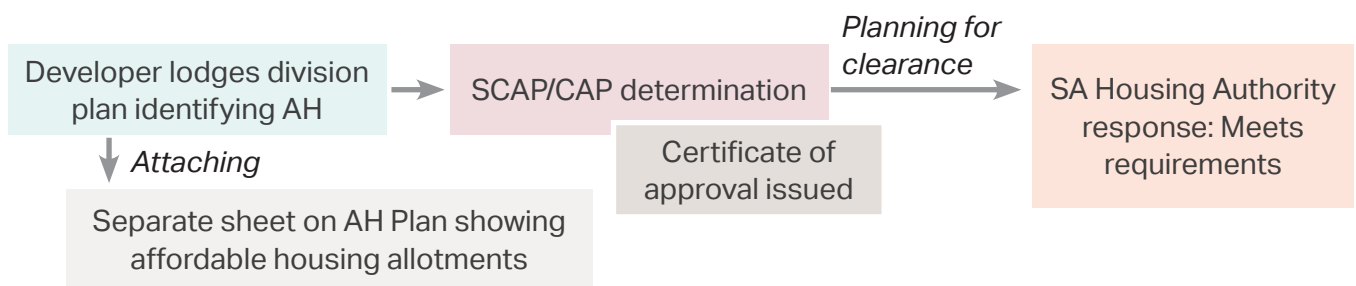 Developer lodges division
plan identifying AH
Attaching
Separate sheet on AH Plan showing
affordable housing allotments
SCAP/CAP determination
Certificate of
approval issued
Planning for
clearance
SA Housing Authority
response: Meets
requirements